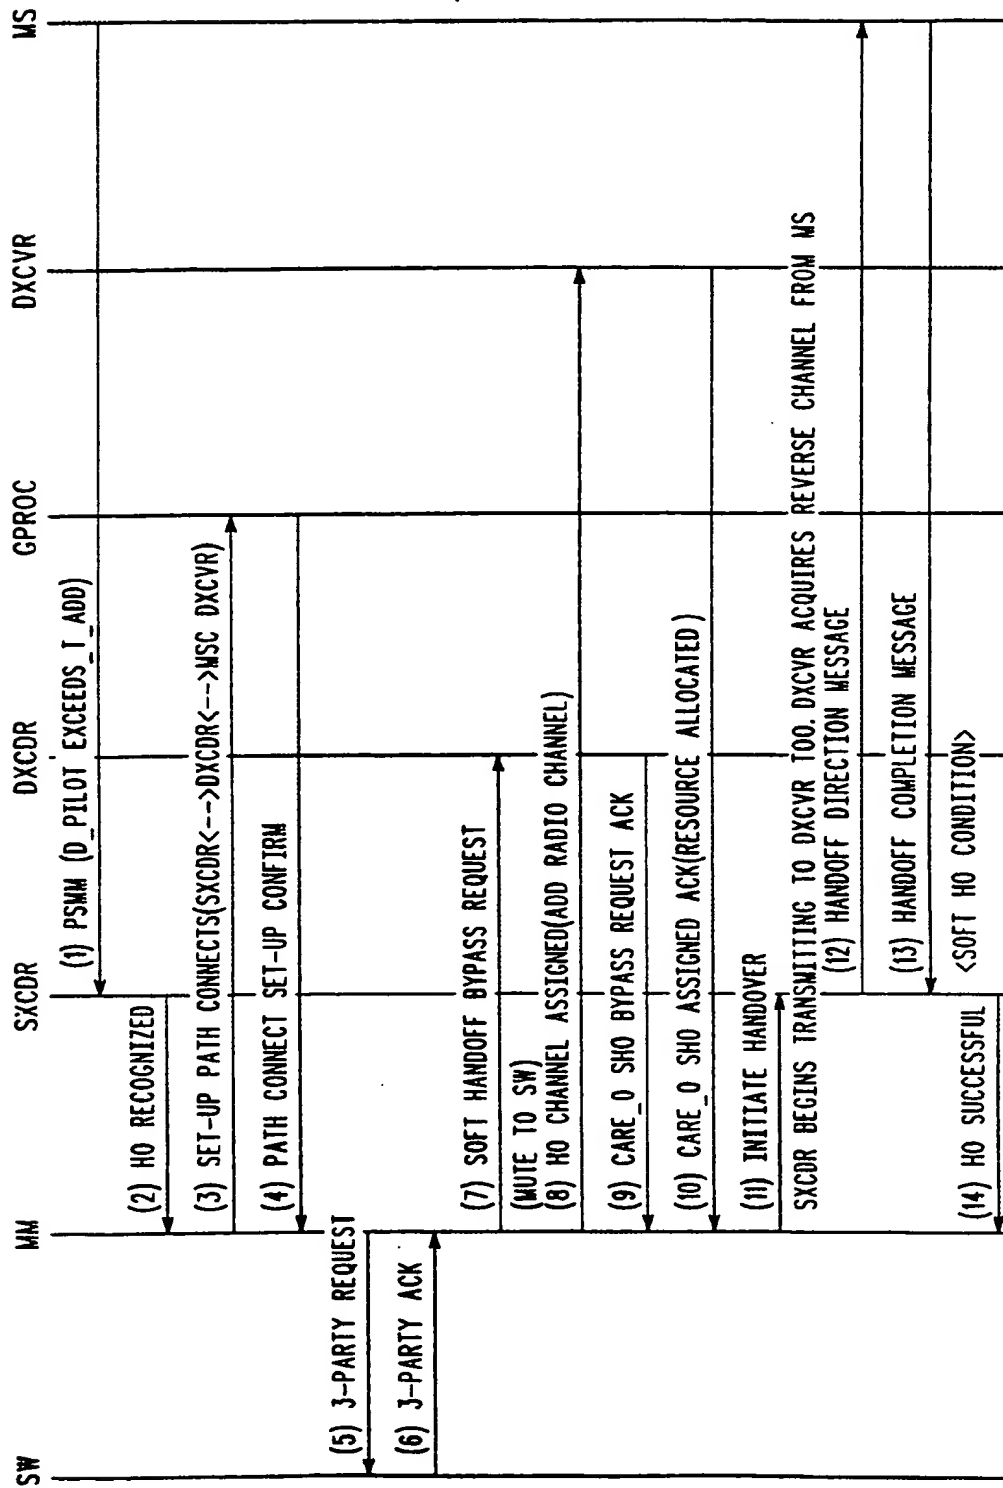 SW
MM
SXCDR
DXCDR
GPROC
DXCVR
MS
(1) PSMM (D_PILOT EXCEEDS_T_ADD)
(2) HO RECOGNIZED
(3) SET-UP PATH CONNECTS(SXCDR<-->DXCDR<-->MSC DXCVR)
(4) PATH CONNECT SET-UP CONFIRM
(5) 3-PARTY REQUEST
(6) 3-PARTY ACK
(7) SOFT HANDOFF BYPASS REQUEST
(MUTE TO SW)
(8) HO CHANNEL ASSIGNED(ADD RADIO CHANNEL)
(9) CARE_O SHO BYPASS REQUEST ACK
(10) CARE_O SHO ASSIGNED ACK(RESOURCE ALLOCATED)
(11) INITIATE HANDOVER
SXCDR BEGINS TRANSMITTING TO DXCVR TOO. DXCVR ACQUIRES REVERSE CHANNEL FROM MS
(12) HANDOFF DIRECTION MESSAGE
(13) HANDOFF COMPLETION MESSAGE
<SOFT HO CONDITION>
(14) HO SUCCESSFUL